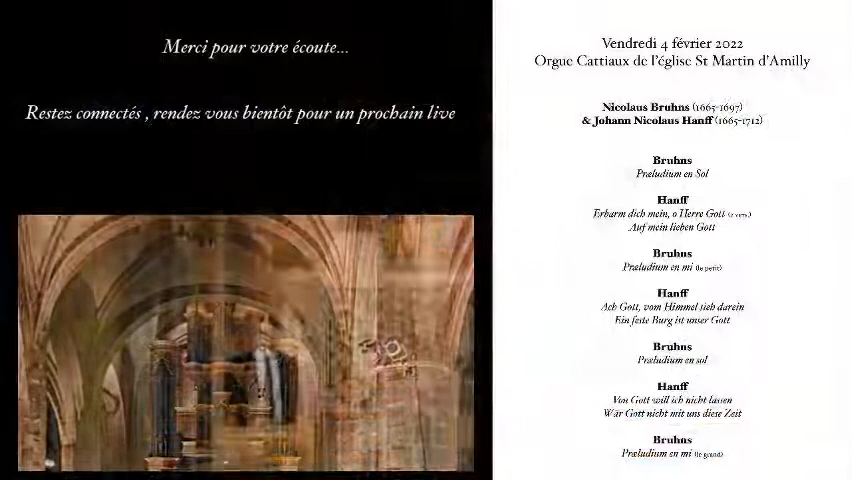 Merci pour votre écoute...
Restez connectés , rendez vous bientôt pour un prochain live
Vendredi 4 février 2022
Orgue Cattiaux de l'église St Martin d'Amilly
Nicolaus Bruhns (1665-1697)
& Johann Nicolaus Hanff (1665-1712)
Bruhns
Præludium en Sol
Hanff
Erbarm dich mein, o Herre Gott
Auf mein lieben Gott
Bruhns
Præludium en mi (le petit)
Hanff
Ach Gott, vom Himmel sieh darein
Ein feste Burg ist unser Gott
Bruhns
Præludium en sol
Hanff
Von Gott will ich nicht lassen
Wär Gott nicht mit uns diese Zeit
Bruhns
Præludium en mi (le grand)